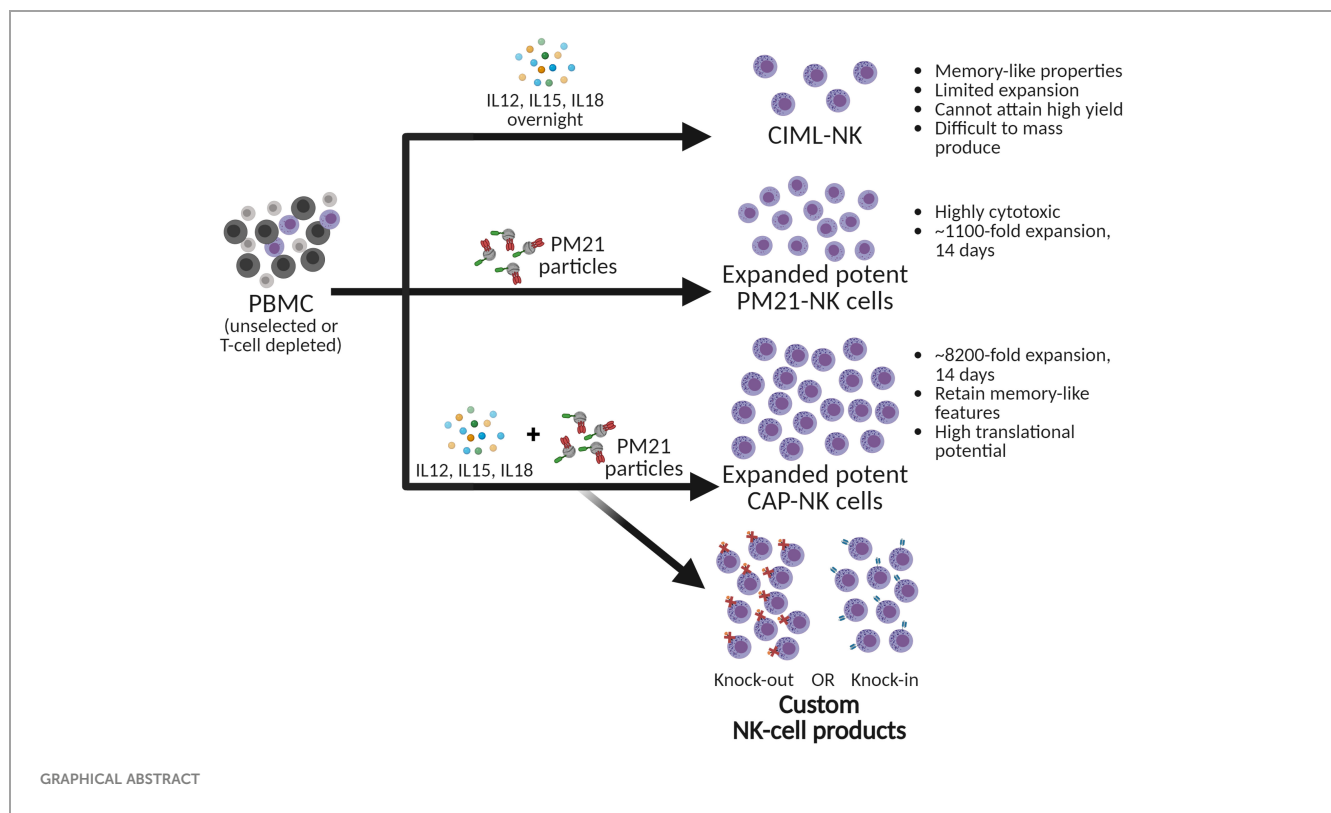 IL12, IL15, IL18
overnight
CIML-NK
• Memory-like properties
• Limited expansion
• Cannot attain high yield
• Difficult to mass
produce
PBMC
(unselected or
T-cell depleted)
PM21
particles
Expanded potent
PM21-NK cells
• Highly cytotoxic
• ~1100-fold expansion,
14 days
IL12, IL15, IL18
+
PM21
particles
Expanded potent
CAP-NK cells
• ~8200-fold expansion,
14 days
• Retain memory-like
features
• High translational
potential
Knock-out OR Knock-in
Custom
NK-cell products
GRAPHICAL ABSTRACT